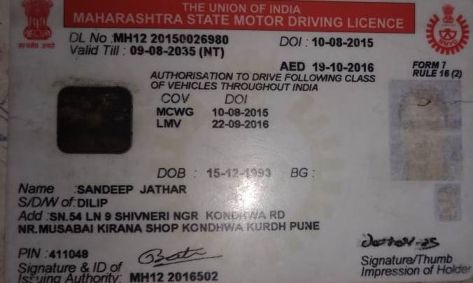 THE UNION OF INDIA
MAHARASHTRA STATE MOTOR DRIVING LICENCE
DL No :MH12 20150026980 DOI : 10-08-2015
Valid Till : 09-08-2035 (NT)
AED 19-10-2016 FORM 7
RULE 16 (2)
AUTHORISATION TO DRIVE FOLLOWING CLASS
OF VEHICLES THROUGHOUT INDIA
COV DOI
MCWG 10-08-2015
LMV 22-09-2016
DOB : 15-12-1993 BG :
Name : SANDEEP JATHAR
S/D/W of :DILIP
Add :SN.54 LN 9 SHIVNERI NGR KONDHWA RD
NR.MUSABAI KIRANA SHOP KONDHWA KURDH PUNE
PIN :411048
Signature & ID of
Issuing Authority: MH12 2016502
Signature/Thumb
Impression of Holder